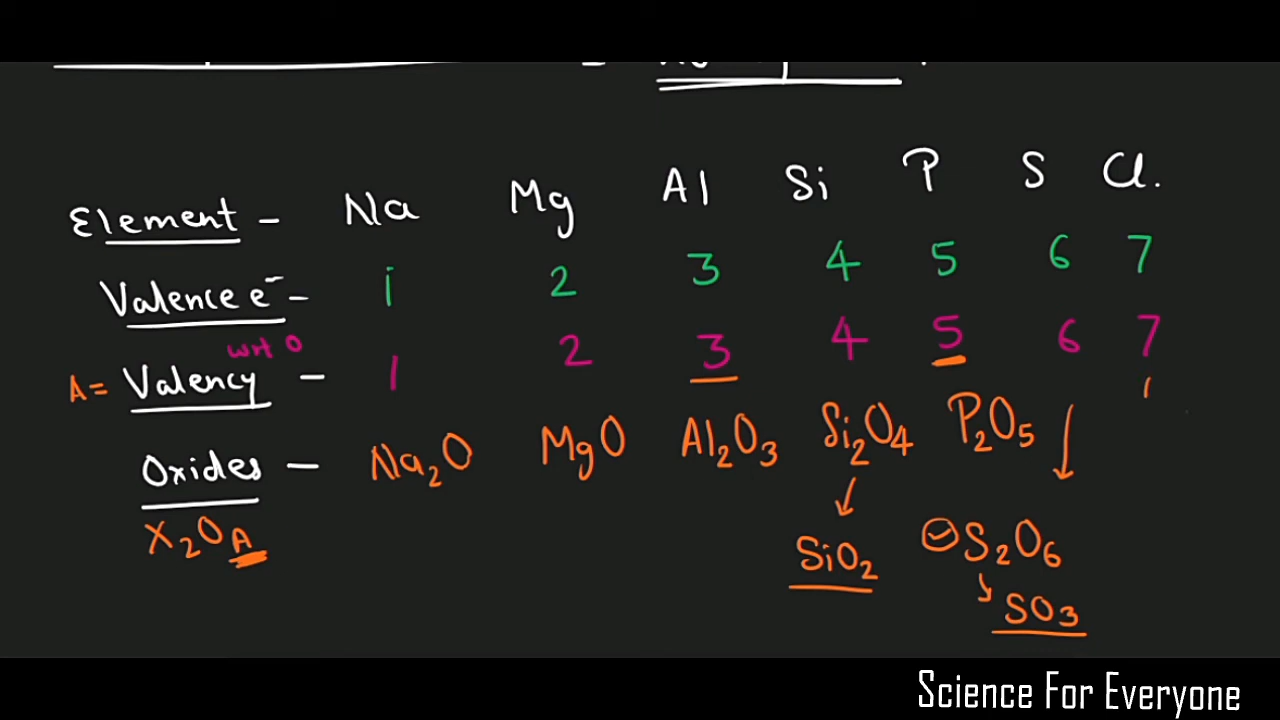 Element - Na Mg Al Si P S Cl.
Valence e⁻ - 1 2 3 4 5 6 7
wrt O
A = Valency - 1 2 3 4 5 6 7
Oxides - Na₂O MgO Al₂O₃ Si₂O₄ P₂O₅
X₂O_A
SiO₂ S₂O₆
SO₃
Science For Everyone